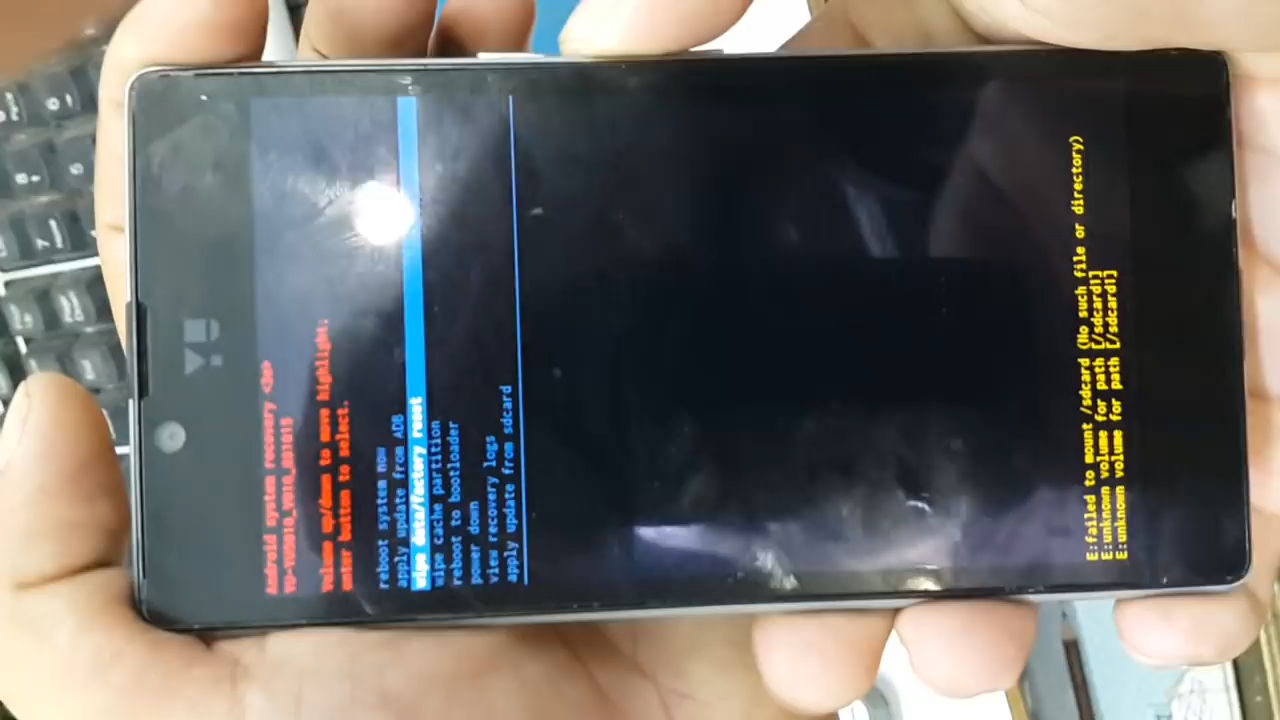 YU
Android system recovery <3e>
Volume up/down to move highlight;
enter button to select.
reboot system now
apply update from ADB
wipe data/factory reset
wipe cache partition
reboot to bootloader
power down
view recovery logs
apply update from sdcard
E:failed to mount /sdcard (No such file or directory)
E:unknown volume for path [/sdcard1]
E:unknown volume for path [/sdcard1]